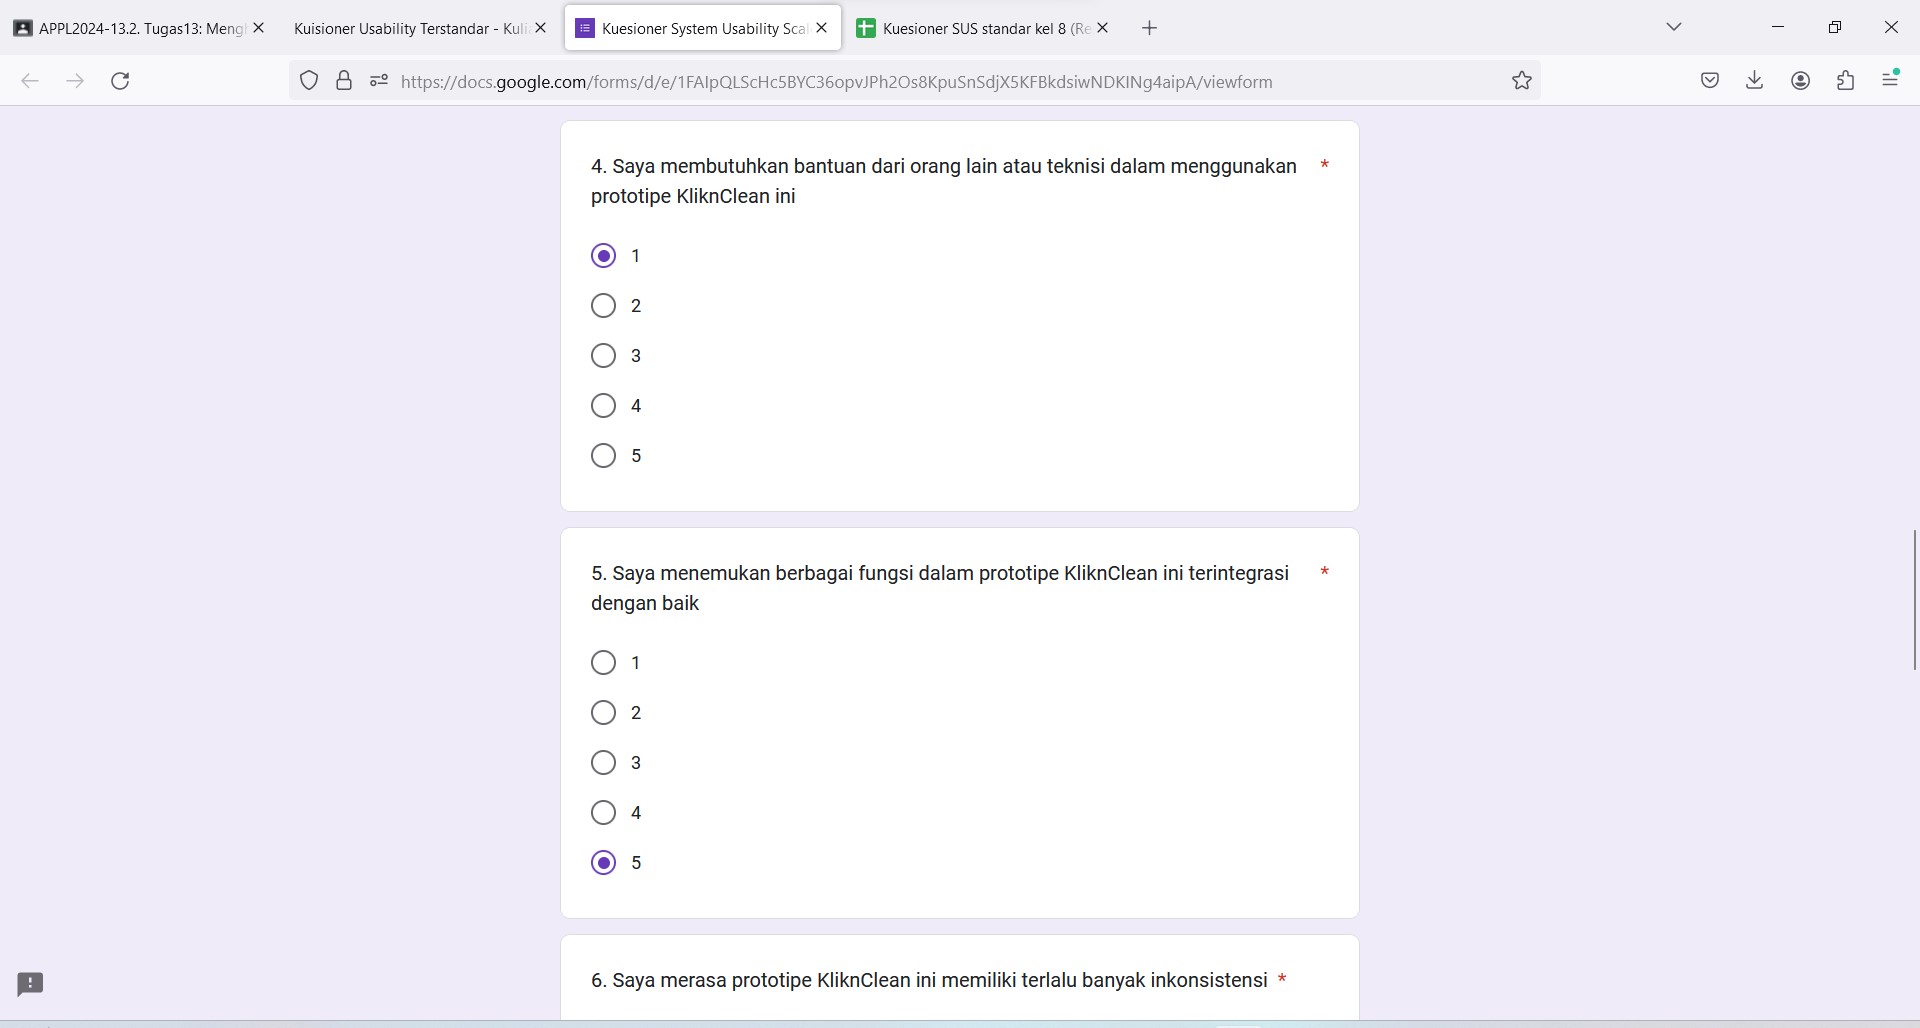 APPL2024-13.2. Tugas13: Meng
Kuisioner Usability Terstandar - Kuli
Kuesioner System Usability Scal
Kuesioner SUS standar kel 8 (Re
https://docs.google.com/forms/d/e/1FAIpQLScHc5BYC36opvJPh2Os8KpuSnSdjX5KFBkdsiwNDKINg4aipA/viewform
4. Saya membutuhkan bantuan dari orang lain atau teknisi dalam menggunakan *
prototipe KliknClean ini
1
2
3
4
5
5. Saya menemukan berbagai fungsi dalam prototipe KliknClean ini terintegrasi *
dengan baik
1
2
3
4
5
6. Saya merasa prototipe KliknClean ini memiliki terlalu banyak inkonsistensi *